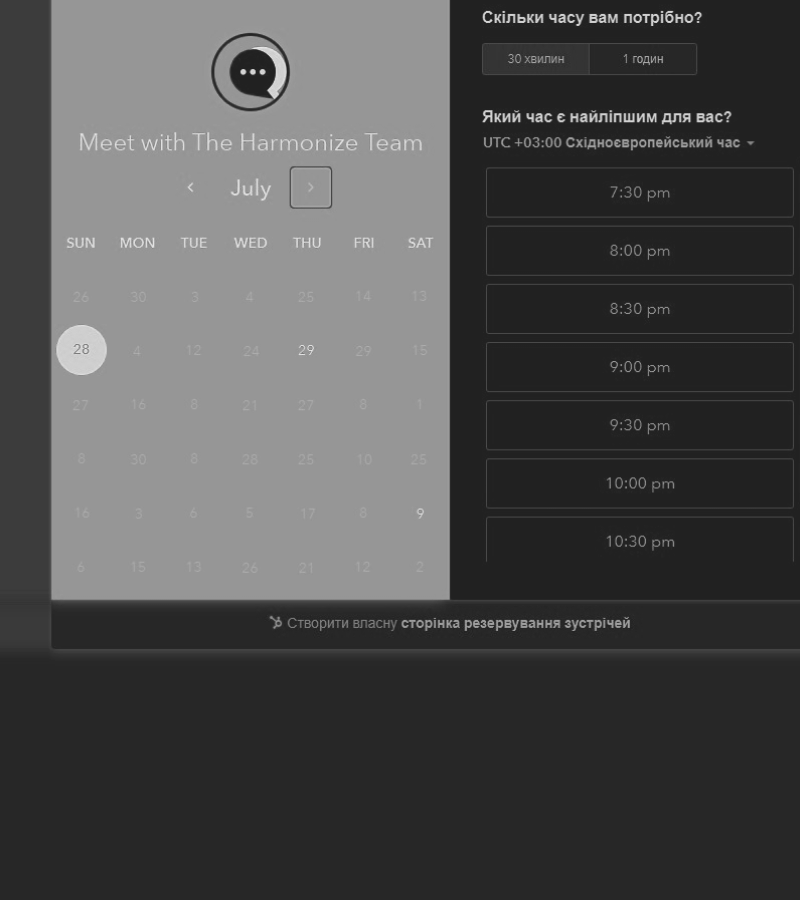 Meet with The Harmonize Team
July
SUN MON TUE WED THU FRI SAT
26 30 3 4 25 14 13
28 4 12 24 29 29 15
27 16 8 21 27 8 1
8 30 8 28 25 10 25
16 3 6 5 17 8 9
6 15 13 26 21 12 2
Скільки часу вам потрібно?
30 хвилин 1 годин
Який час є найліпшим для вас?
UTC +03:00 Східноєвропейський час
7:30 pm
8:00 pm
8:30 pm
9:00 pm
9:30 pm
10:00 pm
10:30 pm
Створити власну сторінка резервування зустрічей